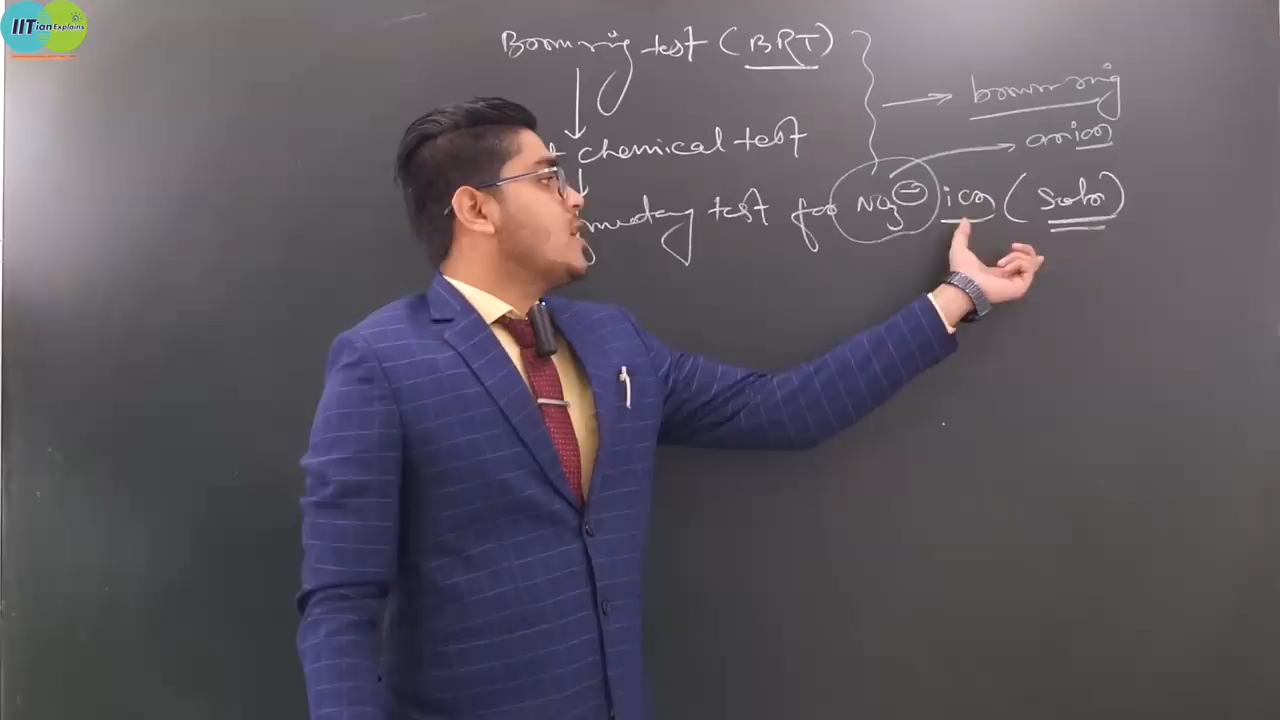 IITian Explains
Brown ring test (BRT)
brown ring
chemical test
anion
test for NO3⊖ ion (Salt)